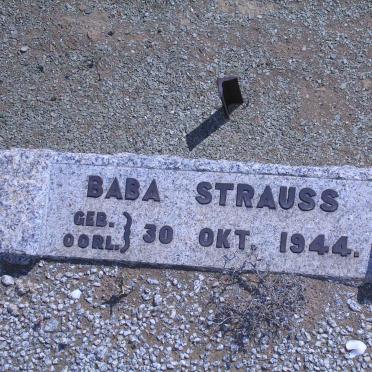 BABA STRAUSS
GEB. } 30 OKT. 1944.
OORL.